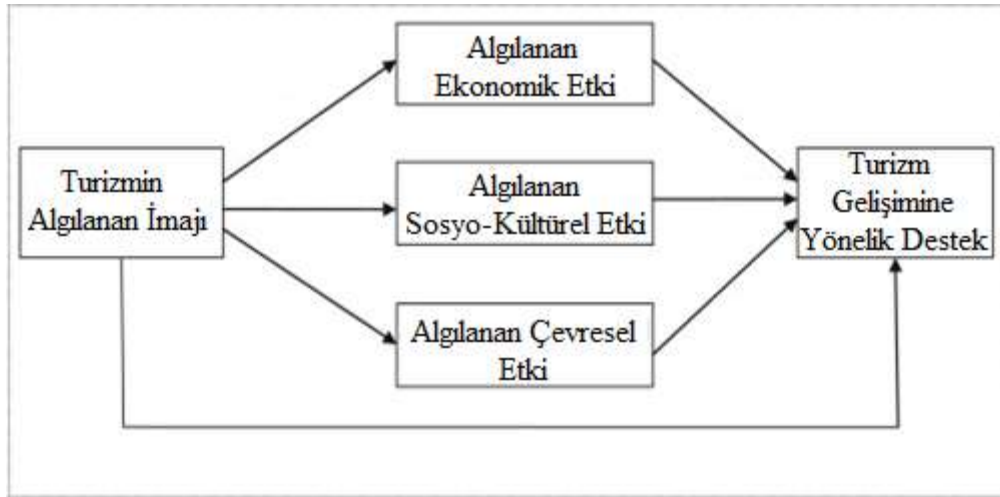 Algılanan
Ekonomik Etki
Turizmin
Algılanan İmajı
Algılanan
Sosyo-Kültürel Etki
Turizm
Gelişimine
Yönelik Destek
Algılanan Çevresel
Etki